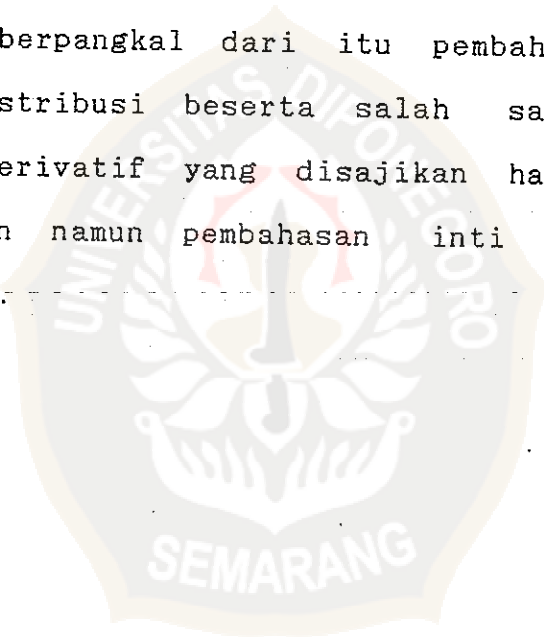 berpangkal dari itu pembah
stribusi beserta salah sa
erivatif yang disajikan ha
n namun pembahasan inti
.
UNIVERSITAS DIPONEGORO
SEMARANG